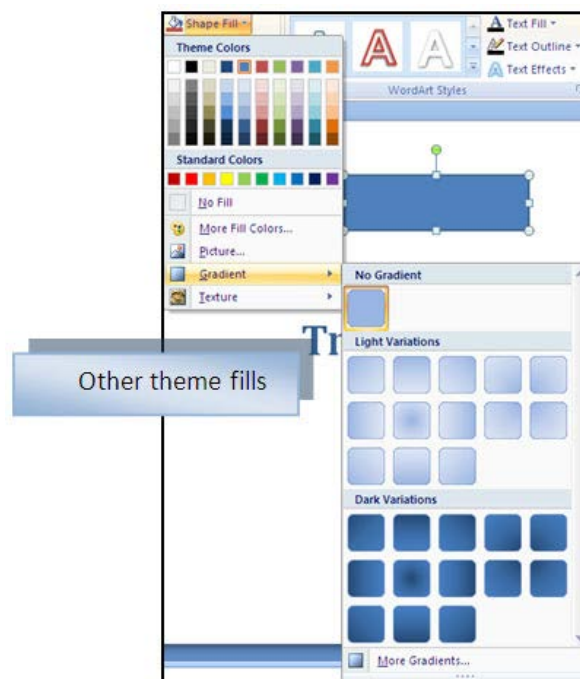 Shape Fill
Text Fill
Text Outline
Text Effects
WordArt Styles
Theme Colors
Standard Colors
No Fill
More Fill Colors...
Picture...
Gradient
Texture
No Gradient
Light Variations
Dark Variations
More Gradients...
Tr
Other theme fills